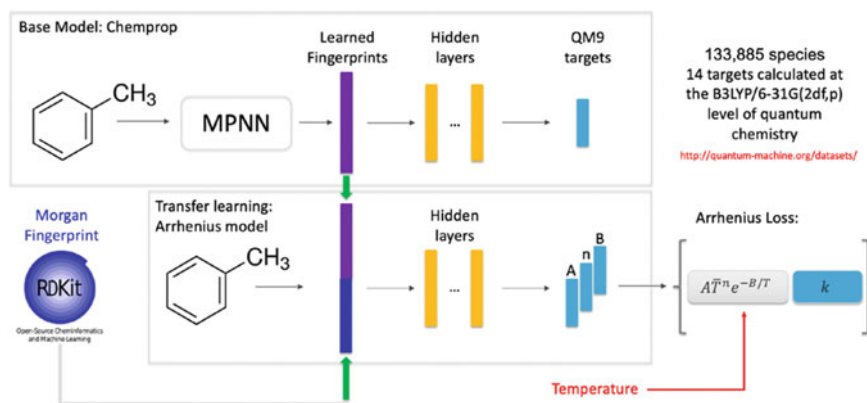 Base Model: Chemprop
Learned
Fingerprints
Hidden
layers
QM9
targets
CH₃
MPNN
...
133,885 species
14 targets calculated at
the B3LYP/6-31G(2df,p)
level of quantum
chemistry
http://quantum-machine.org/datasets/
Morgan
Fingerprint
RDKit
Open-Source Cheminformatics
and Machine Learning
Transfer learning:
Arrhenius model
CH₃
Hidden
layers
...
A
n
B
Arrhenius Loss:
AT̄ⁿe^{-B/T}
k
Temperature